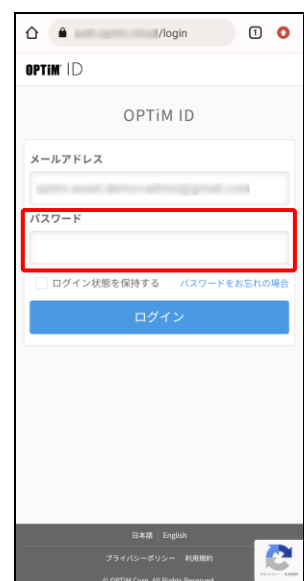 /login
1
OPTiM ID
OPTiM ID
メールアドレス
パスワード
ログイン状態を保持する パスワードをお忘れの場合
ログイン
日本語 English
プライバシーポリシー 利用規約
© OPTiM Corp. All Rights Reserved.